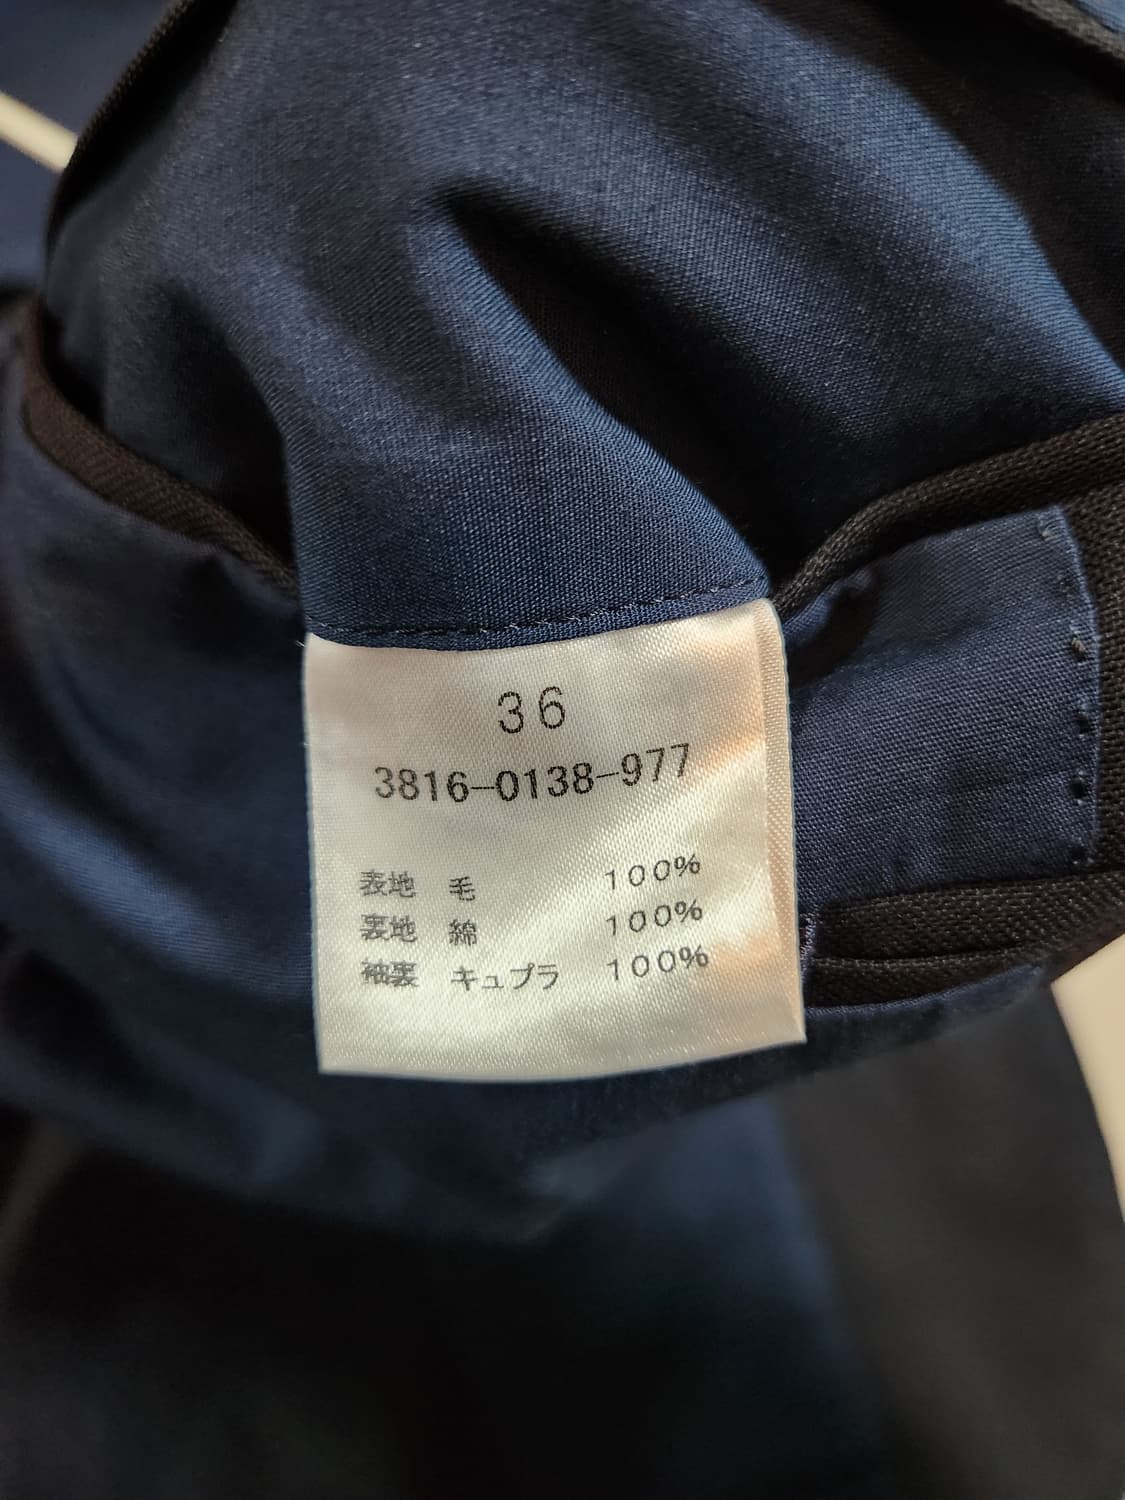 36
3816-0138-977
表地 毛 100%
裏地 綿 100%
袖裏 キュプラ 100%